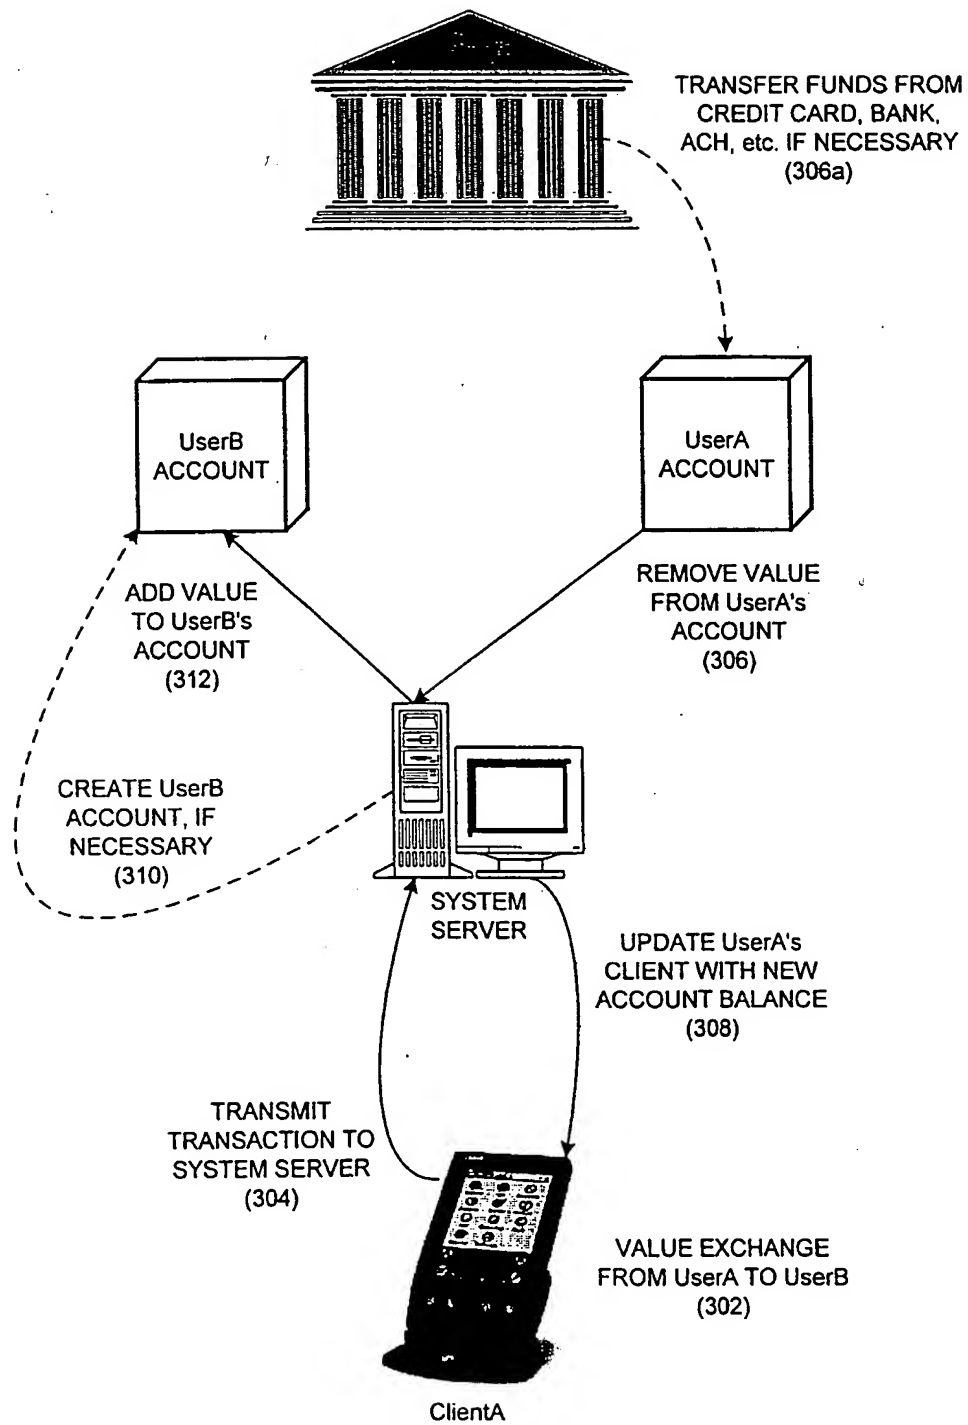 TRANSFER FUNDS FROM
CREDIT CARD, BANK,
ACH, etc. IF NECESSARY
(306a)
UserB
ACCOUNT
UserA
ACCOUNT
ADD VALUE
TO UserB's
ACCOUNT
(312)
REMOVE VALUE
FROM UserA's
ACCOUNT
(306)
CREATE UserB
ACCOUNT, IF
NECESSARY
(310)
SYSTEM
SERVER
UPDATE UserA's
CLIENT WITH NEW
ACCOUNT BALANCE
(308)
TRANSMIT
TRANSACTION TO
SYSTEM SERVER
(304)
VALUE EXCHANGE
FROM UserA TO UserB
(302)
ClientA